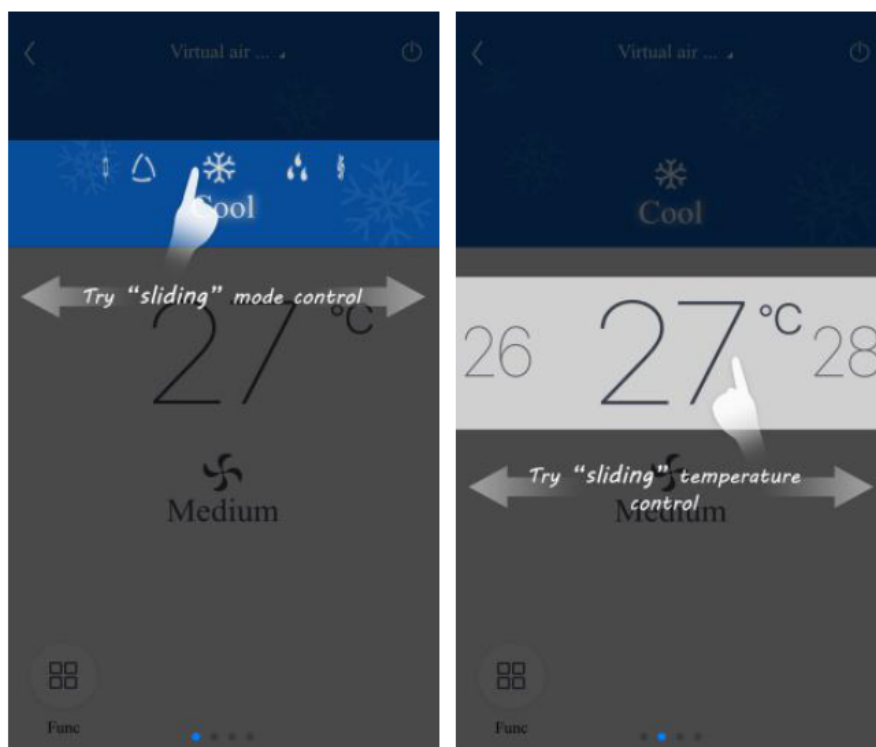 Virtual air ...
Cool
Try “sliding” mode control
27 °C
Medium
Func
Virtual air ...
Cool
26 27 °C 28
Try “sliding” temperature
control
Medium
Func